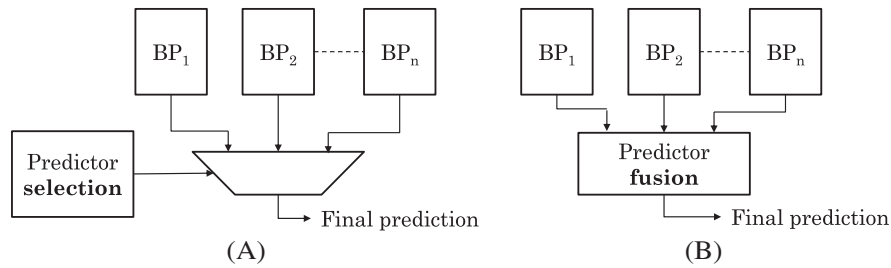 BP₁
BP₂
BPₙ
Predictor
selection
Final prediction
(A)
BP₁
BP₂
BPₙ
Predictor
fusion
Final prediction
(B)